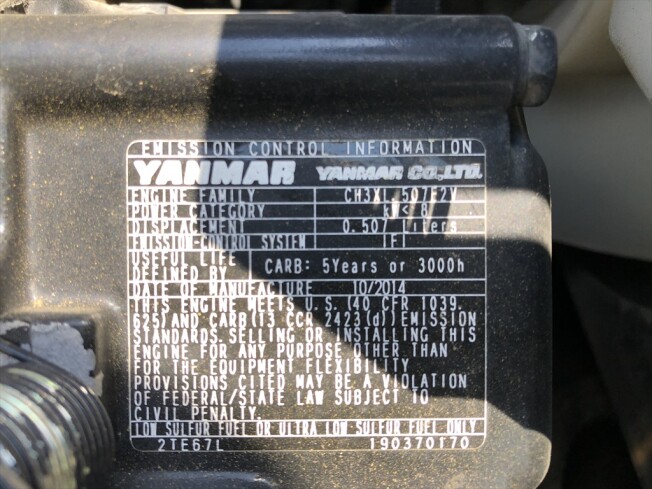 EMISSION CONTROL INFORMATION
YANMAR YANMAR CO.,LTD.
ENGINE FAMILY
POWER CATEGORY kW< 8
DISPLACEMENT 0.507 Liters
EMISSION-CONTROL SYSTEM
USEFUL LIFE
DEFINED BY CARB: 5Years or 3000h
DATE OF MANUFACTURE 10/2014
THIS ENGINE MEETS U.S.(40 CFR 1039.
625)AND CARB(13 CCR 2423(d))EMISSION
STANDARDS.SELLING OR INSTALLING THIS
ENGINE FOR ANY PURPOSE OTHER THAN
FOR THE EQUIPMENT FLEXIBILITY
PROVISIONS CITED MAY BE A VIOLATION
OF FEDERAL/STATE LAW SUBJECT TO
CIVIL PENALTY.
LOW SULFUR FUEL OR ULTRA LOW SULFUR FUEL ONLY
2TE67L 190370170